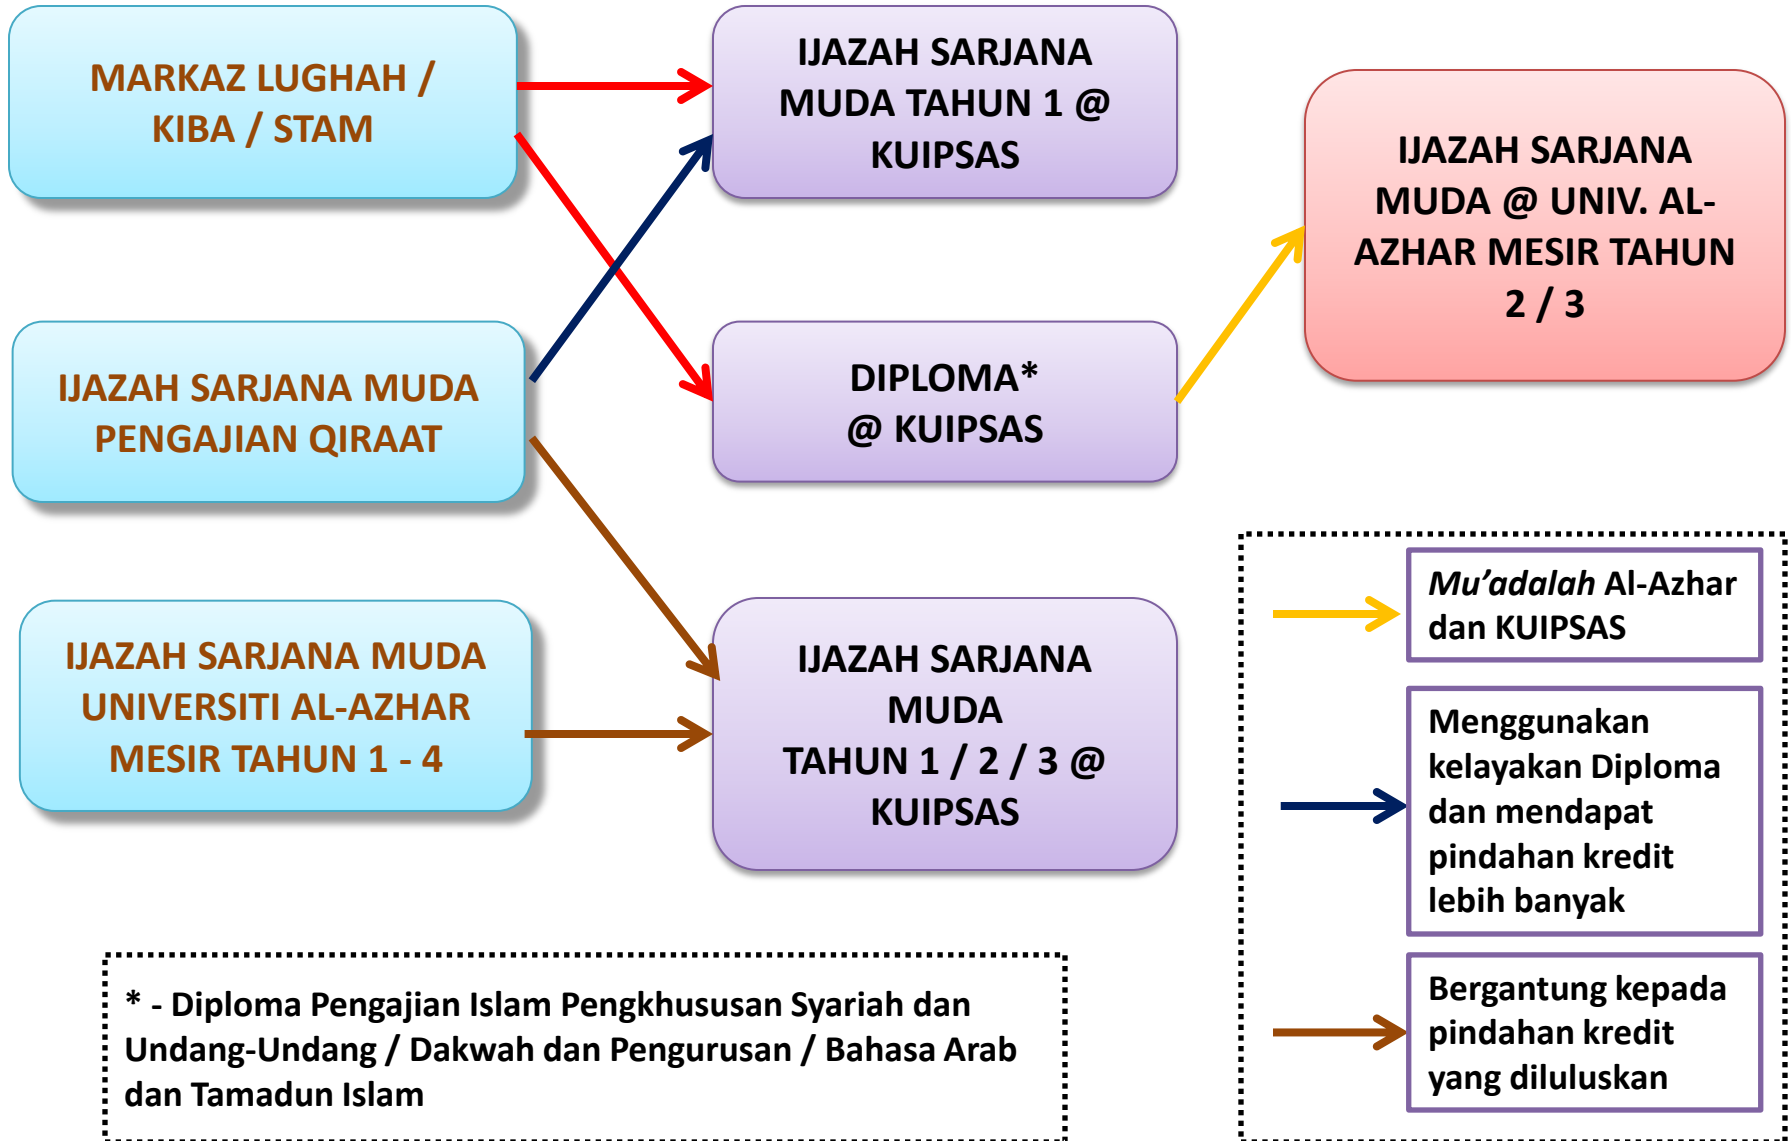 MARKAZ LUGHAH /
KIBA / STAM
IJAZAH SARJANA
MUDA TAHUN 1 @
KUIPSAS
IJAZAH SARJANA
MUDA @ UNIV. AL-
AZHAR MESIR TAHUN
2 / 3
IJAZAH SARJANA MUDA
PENGAJIAN QIRAAT
DIPLOMA*
@ KUIPSAS
IJAZAH SARJANA MUDA
UNIVERSITI AL-AZHAR
MESIR TAHUN 1 - 4
IJAZAH SARJANA
MUDA
TAHUN 1 / 2 / 3 @
KUIPSAS
Mu’adalah Al-Azhar
dan KUIPSAS
Menggunakan
kelayakan Diploma
dan mendapat
pindahan kredit
lebih banyak
Bergantung kepada
pindahan kredit
yang diluluskan
* - Diploma Pengajian Islam Pengkhususan Syariah dan
Undang-Undang / Dakwah dan Pengurusan / Bahasa Arab
dan Tamadun Islam